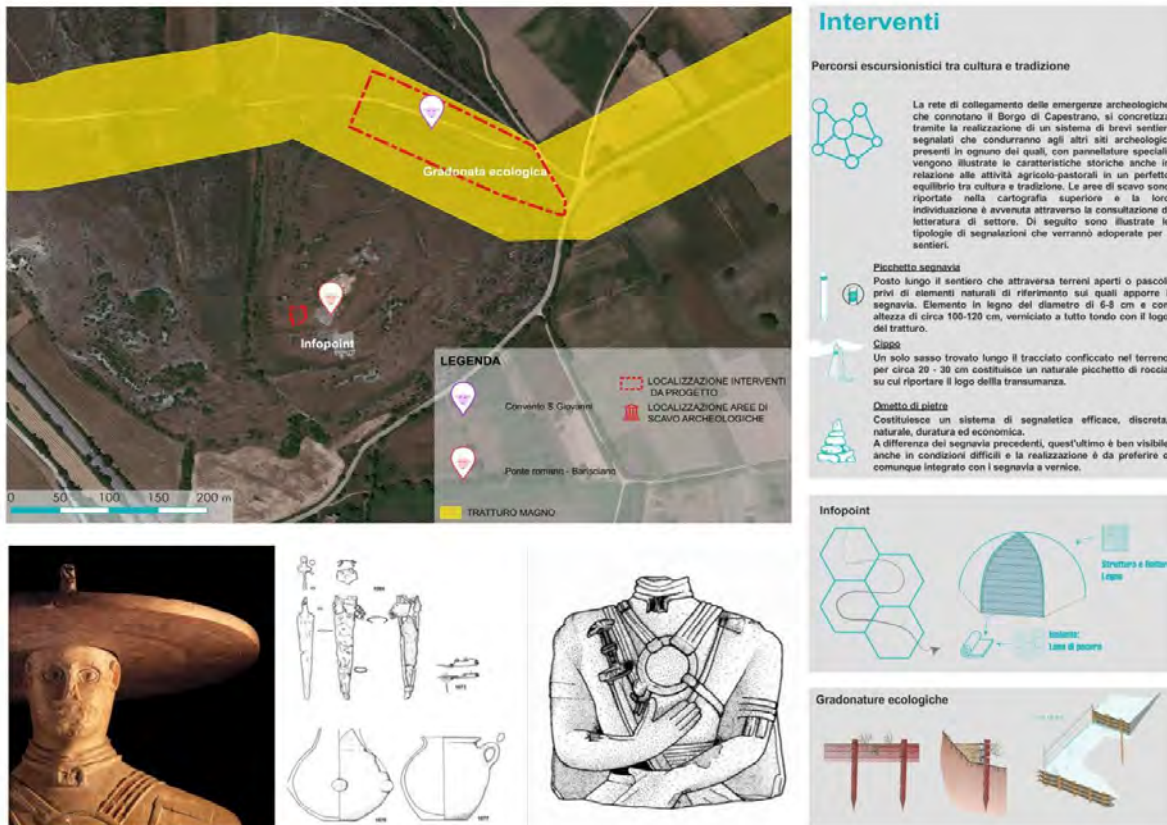 Gradonata ecologica
Infopoint
LEGENDA
Convento S Giovanni
Ponte romano - Barisciano
LOCALIZZAZIONE INTERVENTI
DA PROGETTO
LOCALIZZAZIONE AREE DI
SCAVO ARCHEOLOGICHE
TRATTURO MAGNO
0 50 100 150 200 m
Interventi
Percorsi escursionistici tra cultura e tradizione
La rete di collegamento delle emergenze archeologiche
che connotano il Borgo di Capestrano, si concretizza
tramite la realizzazione di un sistema di brevi sentier
segnalati che condurranno agli altri siti archeologic
presenti in ognuno dei quali, con pannellature speciali
vengono illustrate le caratteristiche storiche anche in
relazione alle attività agricolo-pastorali in un perfetto
equilibrio tra cultura e tradizione. Le aree di scavo sono
riportate nella cartografia superiore e la loro
individuazione è avvenuta attraverso la consultazione d
letteratura di settore. Di seguito sono illustrate le
tipologie di segnalazioni che verrannò adoperate per
sentieri.
Picchetto segnavia
Posto lungo il sentiero che attraversa terreni aperti o pascoli
privi di elementi naturali di riferimento sui quali apporre i
segnavia. Elemento in legno del diametro di 6-8 cm e con
altezza di circa 100-120 cm, verniciato a tutto tondo con il logo
del tratturo.
Cippo
Un solo sasso trovato lungo il tracciato conficcato nel terreno
per circa 20 - 30 cm costituisce un naturale picchetto di roccia
su cui riportare il logo dellla transumanza.
Ometto di pietre
Costituiesce un sistema di segnaletica efficace, discreta,
naturale, duratura ed economica.
A differenza dei segnavia precedenti, quest'ultimo è ben visibile
anche in condizioni difficili e la realizzazione è da preferire o
comunque integrato con i segnavia a vernice.
Infopoint
Struttura e finitura
Legno
Isolante:
Lana di pecora
Gradonature ecologiche